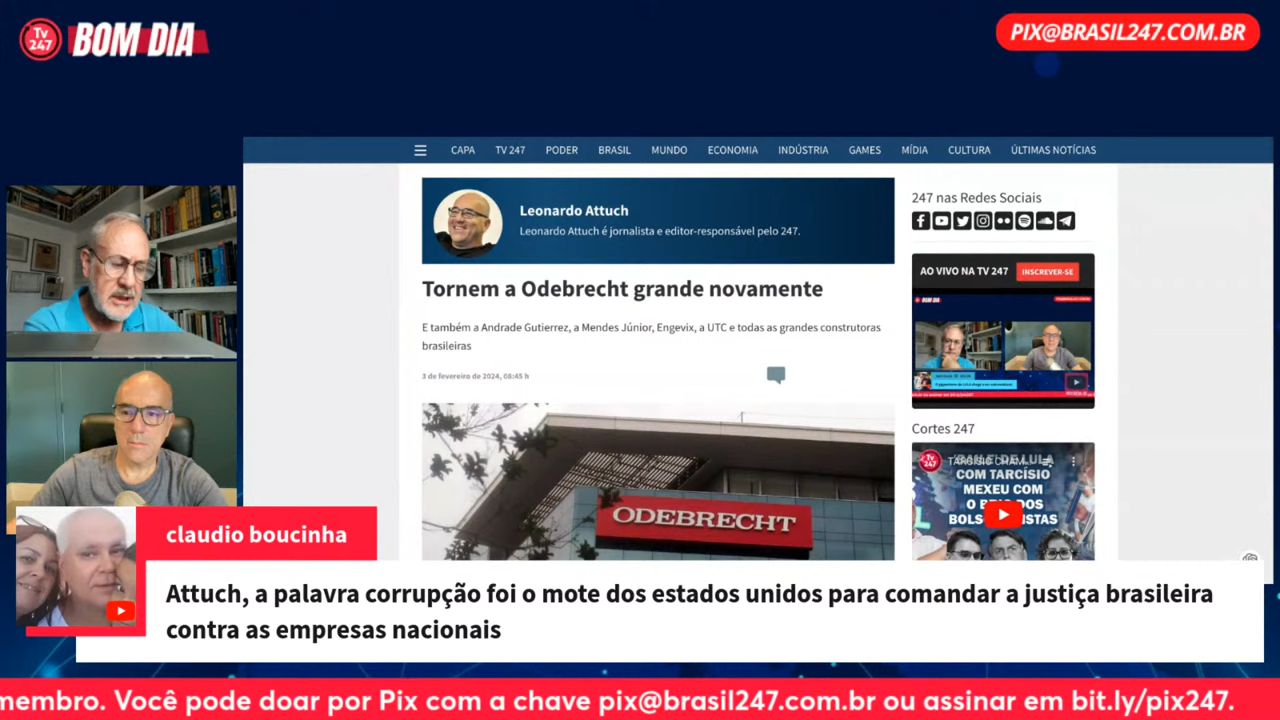 Tv 247 BOM DIA
PIX@BRASIL247.COM.BR
CAPA TV 247 PODER BRASIL MUNDO ECONOMIA INDÚSTRIA GAMES MÍDIA CULTURA ÚLTIMAS NOTÍCIAS
Leonardo Attuch
Leonardo Attuch é jornalista e editor-responsável pelo 247.
Tornem a Odebrecht grande novamente
E também a Andrade Gutierrez, a Mendes Júnior, Engevix, a UTC e todas as grandes construtoras
brasileiras
3 de fevereiro de 2024, 08:45 h
ODEBRECHT
247 nas Redes Sociais
AO VIVO NA TV 247 INSCREVER-SE
BOM DIA
Cortes 247
Tv 247
COM TARCÍSIO
MEXEU COM
claudio boucinha
Attuch, a palavra corrupção foi o mote dos estados unidos para comandar a justiça brasileira
contra as empresas nacionais
membro. Você pode doar por Pix com a chave pix@brasil247.com.br ou assinar em bit.ly/pix247.